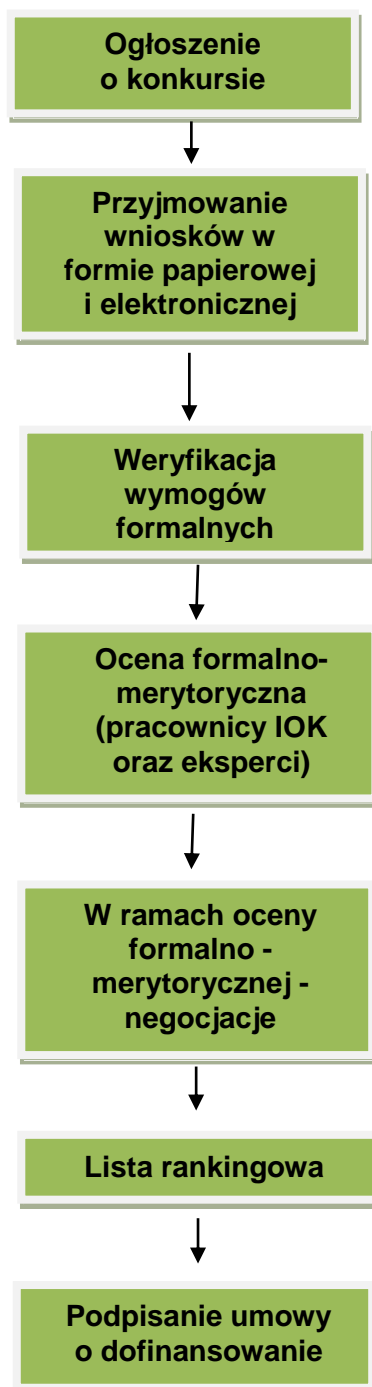 Ogłoszenie
o konkursie
Przyjmowanie
wniosków w
formie papierowej
i elektronicznej
Weryfikacja
wymogów
formalnych
Ocena formalno-
merytoryczna
(pracownicy IOK
oraz eksperci)
W ramach oceny
formalno -
merytorycznej -
negocjacje
Lista rankingowa
Podpisanie umowy
o dofinansowanie